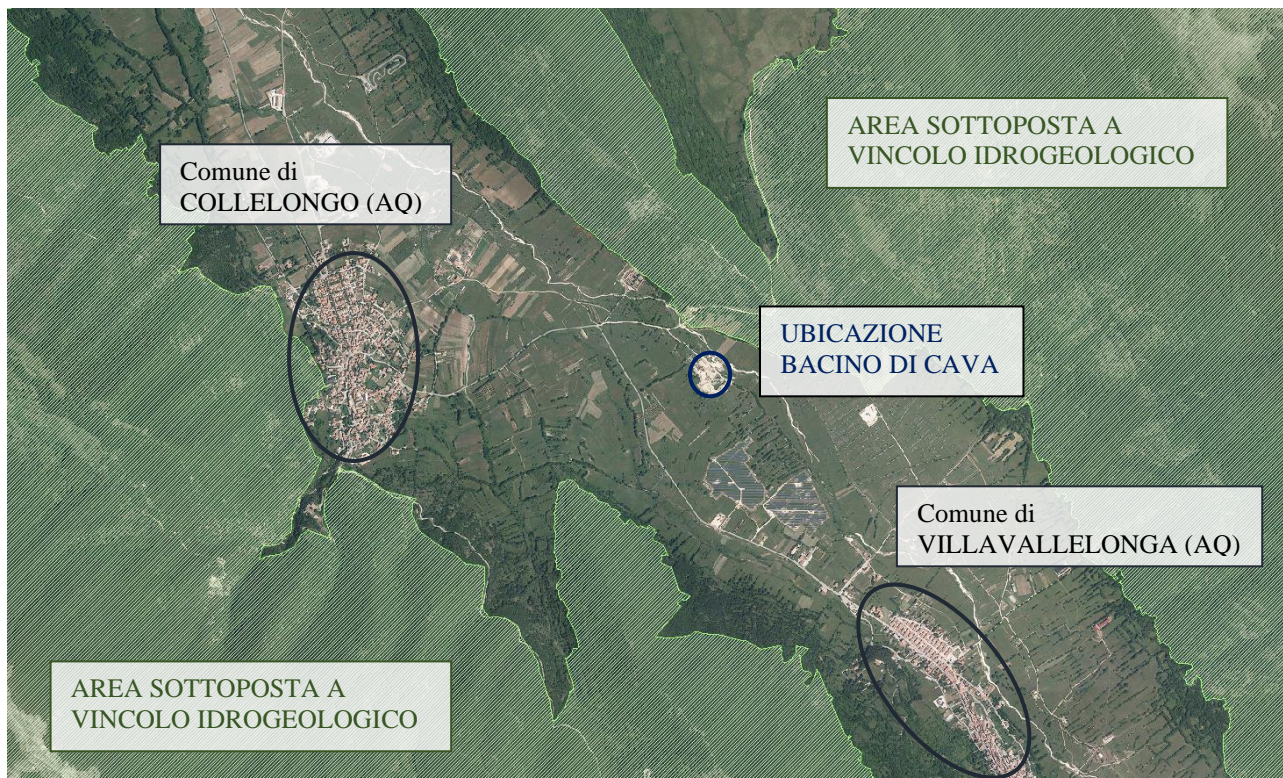 AREA SOTTOPOSTA A
VINCOLO IDROGEOLOGICO
Comune di
COLLELONGO (AQ)
UBICAZIONE
BACINO DI CAVA
Comune di
VILLAVALLELONGA (AQ)
AREA SOTTOPOSTA A
VINCOLO IDROGEOLOGICO